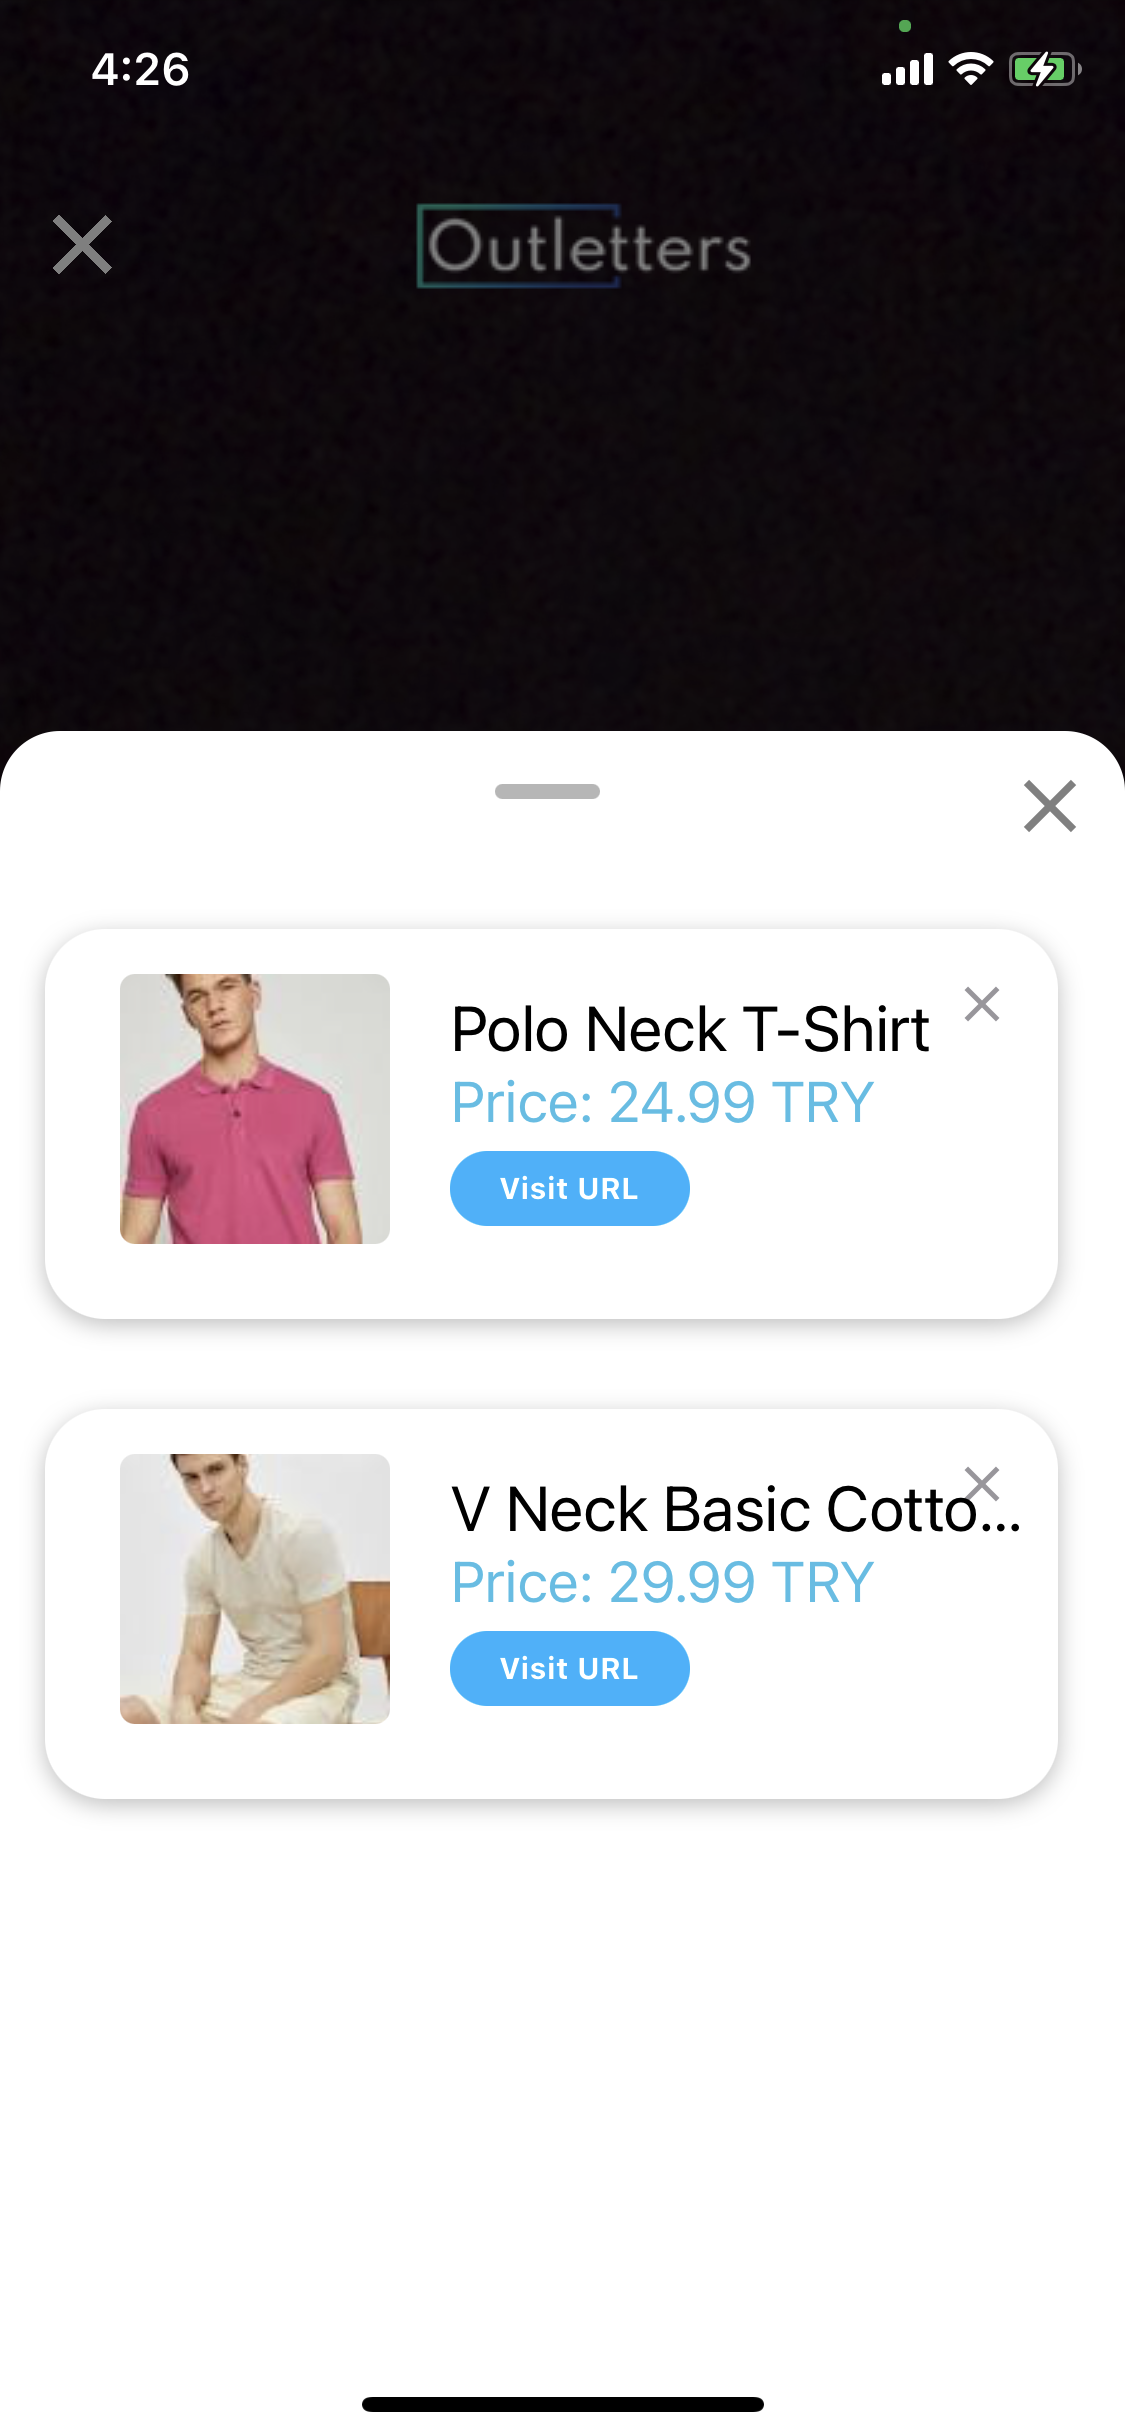 4:26
Outletters
Polo Neck T-Shirt
Price: 24.99 TRY
Visit URL
V Neck Basic Cotto...
Price: 29.99 TRY
Visit URL